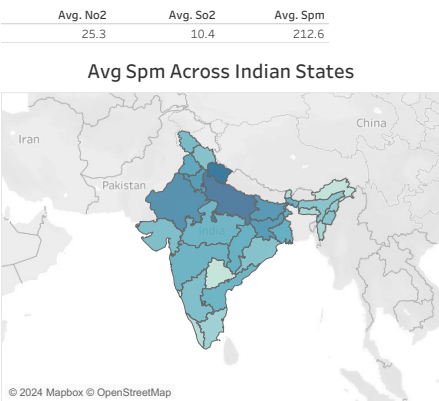 Avg. No2 Avg. So2 Avg. Spm
25.3 10.4 212.6
Avg Spm Across Indian States
China
Iran
Pakistan
India
© 2024 Mapbox © OpenStreetMap